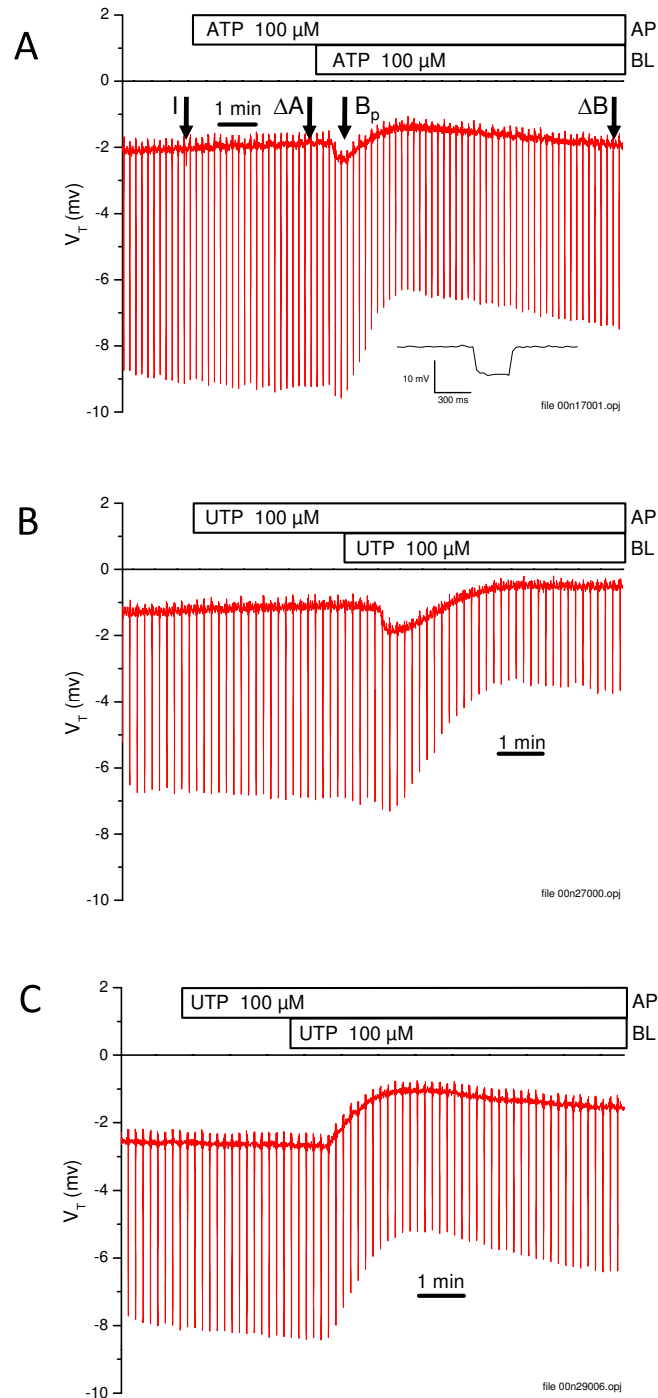 A
ATP 100 µM AP
ATP 100 µM BL
I 1 min ΔA Bp ΔB
2
0
-2
-4
-6
-8
-10
V_T (mv)
10 mV
300 ms
file 00n17001.opj
B
UTP 100 µM AP
UTP 100 µM BL
2
0
-2
-4
-6
-8
-10
V_T (mv)
1 min
file 00n27000.opj
C
UTP 100 µM AP
UTP 100 µM BL
2
0
-2
-4
-6
-8
-10
V_T (mv)
1 min
file 00n29006.opj